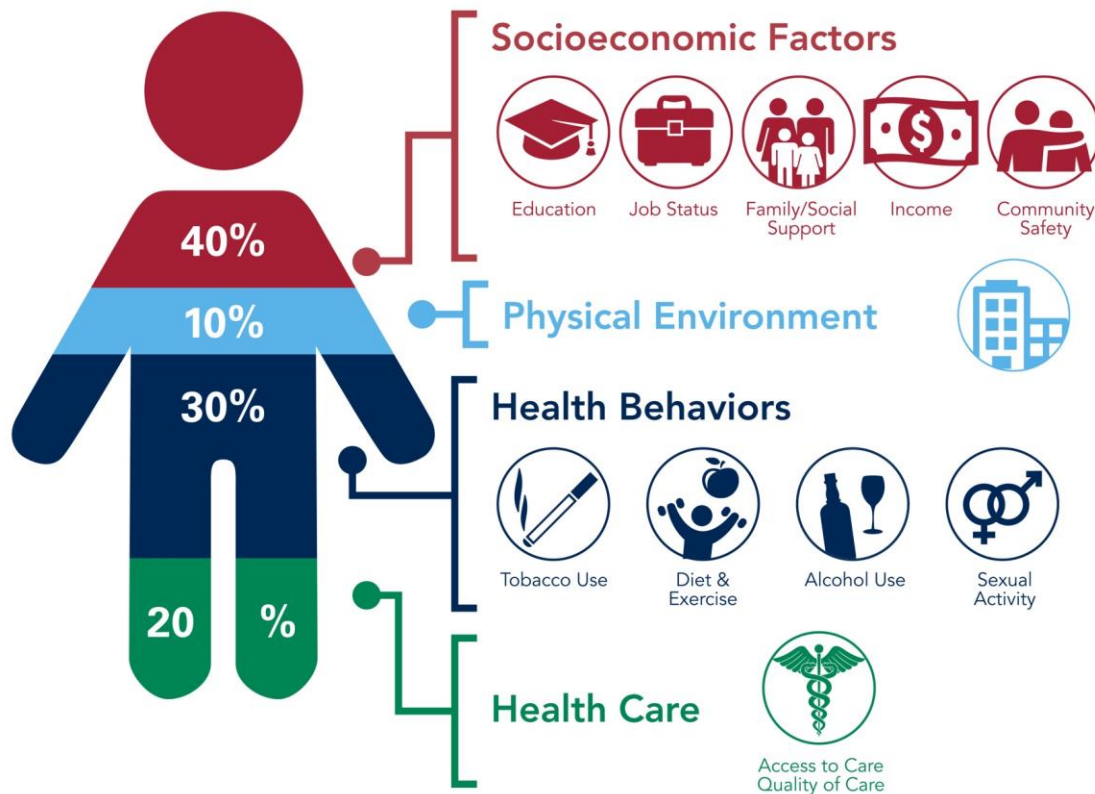 Socioeconomic Factors
$
Education
Job Status
Family/Social
Support
Income
Community
Safety
40%
10%
Physical Environment
30%
Health Behaviors
Tobacco Use
Diet &
Exercise
Alcohol Use
Sexual
Activity
20 %
Health Care
Access to Care
Quality of Care